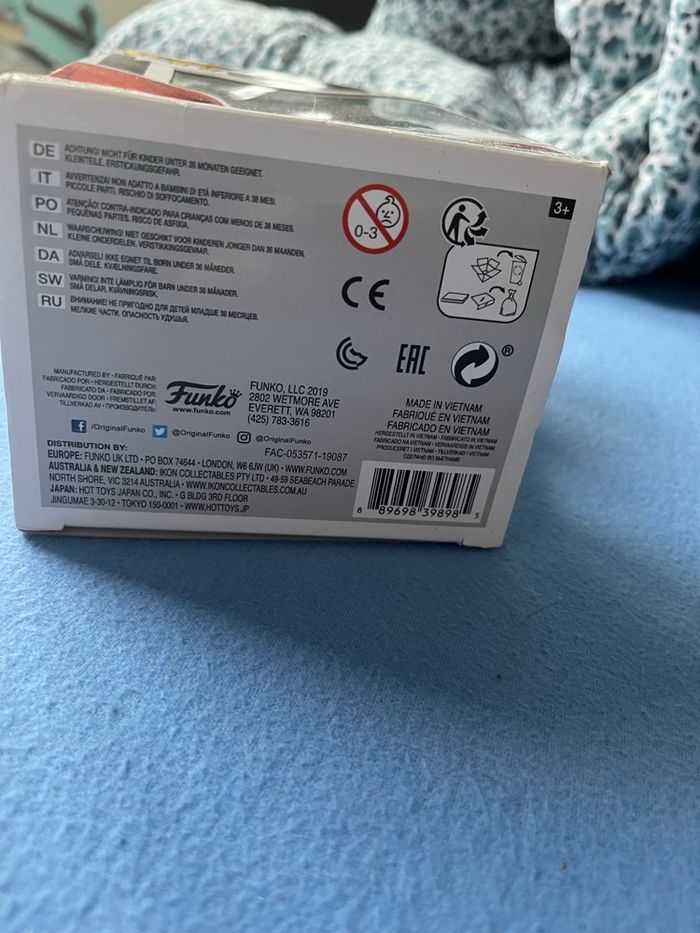 DE ACHTUNG! NICHT FÜR KINDER UNTER 36 MONATEN GEEIGNET.
KLEINTEILE. ERSTICKUNGSGEFAHR.
IT AVVERTENZA! NON ADATTO A BAMBINI DI ETÀ INFERIORE A 36 MESI.
PICCOLE PARTI. RISCHIO DI SOFFOCAMENTO.
PO ATENÇÃO! CONTRA-INDICADO PARA CRIANÇAS COM MENOS DE 36 MESES.
PEQUENAS PARTES. RISCO DE ASFIXIA.
NL WAARSCHUWING! NIET GESCHIKT VOOR KINDEREN JONGER DAN 36 MAANDEN.
KLEINE ONDERDELEN. VERSTIKKINGSGEVAAR.
DA ADVARSEL! IKKE EGNET TIL BØRN UNDER 36 MÅNEDER.
SMÅ DELE. KVÆLNINGSFARE.
SW VARNING! INTE LÄMPLIG FÖR BARN UNDER 36 MÅNADER.
SMÅ DELAR. KVÄVNINGSRISK.
RU ВНИМАНИЕ! НЕ ПРИГОДНО ДЛЯ ДЕТЕЙ МЛАДШЕ 36 МЕСЯЦЕВ.
МЕЛКИЕ ЧАСТИ. ОПАСНОСТЬ УДУШЬЯ.
0-3
3+
CE
EAC
®
MANUFACTURED BY • FABRIQUÉ PAR
FABRICADO POR • HERGESTELLT DURCH:
FABBRICATO DA • FABRICADO POR:
VERVAARDIGD DOOR • FREMSTILLET AF:
TILLVERKAD AV • ПРОИЗВОДИТЕЛЬ:
Funko
www.funko.com
FUNKO, LLC 2019
2802 WETMORE AVE
EVERETT, WA 98201
(425) 783-3616
/OriginalFunko @OriginalFunko @OriginalFunko
FAC-053571-19087
DISTRIBUTION BY:
EUROPE: FUNKO UK LTD • PO BOX 74644 • LONDON, W6 6JW (UK) • WWW.FUNKO.COM
AUSTRALIA & NEW ZEALAND: IKON COLLECTABLES PTY LTD • 49-59 SEABEACH PARADE
NORTH SHORE, VIC 3214 AUSTRALIA • WWW.IKONCOLLECTABLES.COM.AU
JAPAN: HOT TOYS JAPAN CO., INC. • G BLDG 3RD FLOOR
JINGUMAE 3-30-12 • TOKYO 150-0001 • WWW.HOTTOYS.JP
MADE IN VIETNAM
FABRIQUÉ EN VIETNAM
FABRICADO EN VIETNAM
HERGESTELLT IN VIETNAM • FABBRICATO IN VIETNAM
FABRICADO NA VIETNAM • VERVAARDIGD IN VIETNAM
PRODUCERET I VIETNAM • TILLVERKAD I VIETNAM
СДЕЛАНО ВО ВЬЕТНАМЕ
8 89698 39898 5